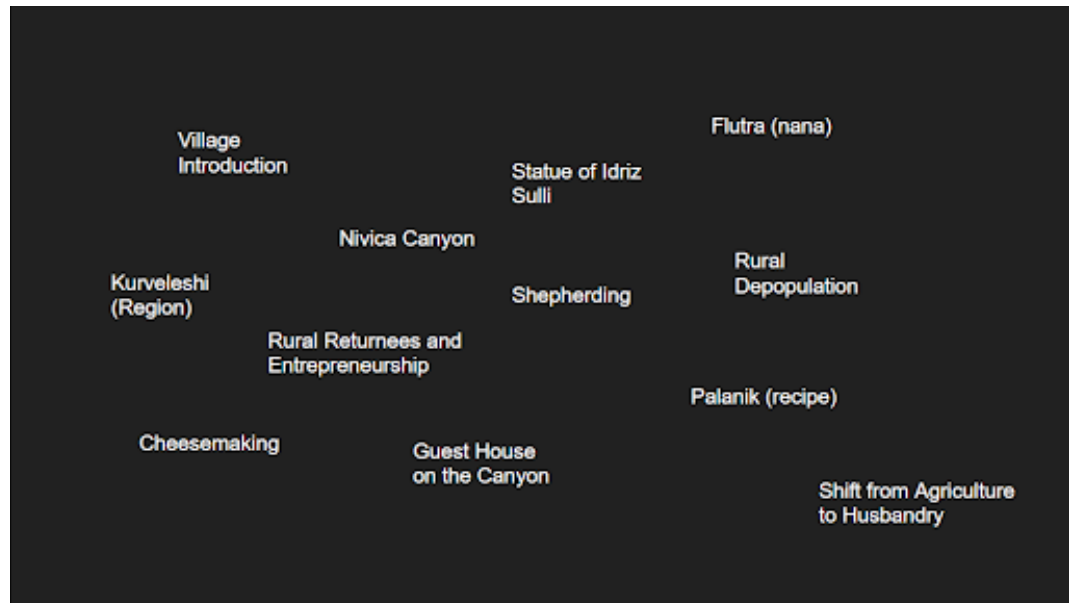 Flutra (nana)
Village
Introduction
Statue of Idriz
Sulli
Nivica Canyon
Rural
Depopulation
Kurveleshi
(Region)
Shepherding
Rural Returnees and
Entrepreneurship
Palanik (recipe)
Cheesemaking
Guest House
on the Canyon
Shift from Agriculture
to Husbandry